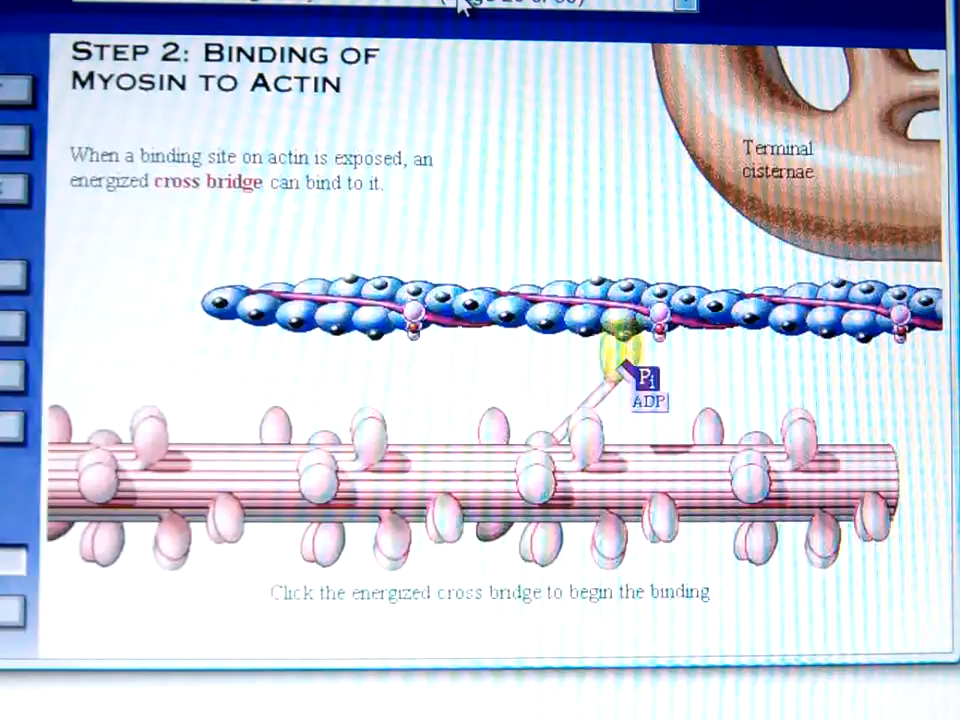 STEP 2: BINDING OF
MYOSIN TO ACTIN
When a binding site on actin is exposed, an
energized cross bridge can bind to it.
Terminal
cisternae
Pi
ADP
Click the energized cross bridge to begin the binding